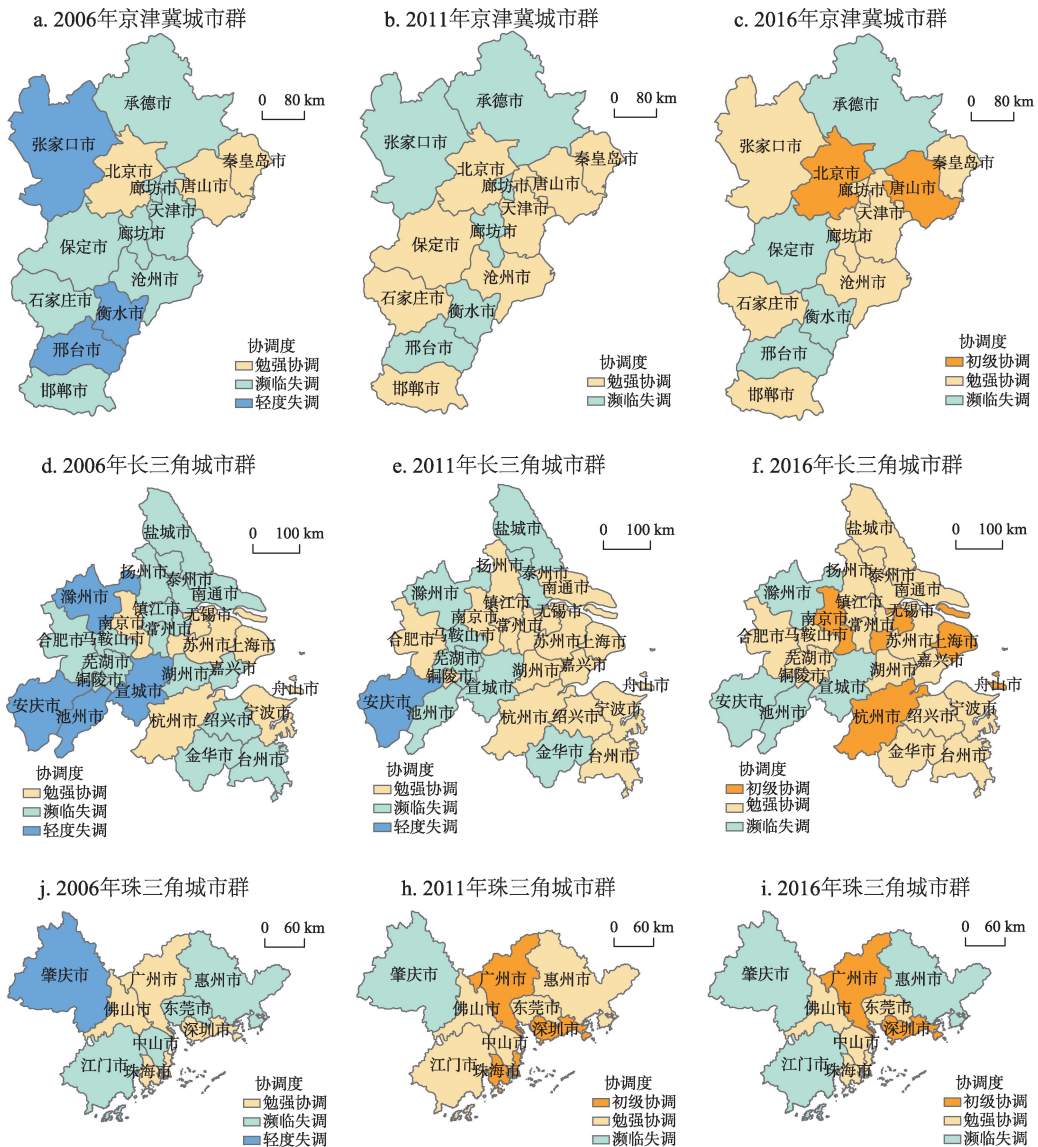 a. 2006年京津冀城市群
b. 2011年京津冀城市群
c. 2016年京津冀城市群
0 80 km
承德市
张家口市
北京市
秦皇岛市
廊坊市
唐山市
天津市
廊坊市
保定市
沧州市
石家庄市
衡水市
邢台市
邯郸市
协调度
勉强协调
濒临失调
轻度失调
0 80 km
承德市
张家口市
北京市
秦皇岛市
廊坊市
唐山市
天津市
廊坊市
保定市
沧州市
石家庄市
衡水市
邢台市
邯郸市
协调度
勉强协调
濒临失调
0 80 km
承德市
张家口市
北京市
秦皇岛市
廊坊市
唐山市
天津市
廊坊市
保定市
沧州市
石家庄市
衡水市
邢台市
邯郸市
协调度
初级协调
勉强协调
濒临失调
d. 2006年长三角城市群
e. 2011年长三角城市群
f. 2016年长三角城市群
0 100 km
盐城市
扬州市
泰州市
滁州市
南通市
镇江市
无锡市
南京市
常州市
合肥市
马鞍山市
苏州市
上海市
芜湖市
铜陵市
湖州市
嘉兴市
宣城市
舟山市
安庆市
池州市
杭州市
绍兴市
宁波市
金华市
台州市
协调度
勉强协调
濒临失调
轻度失调
0 100 km
盐城市
扬州市
泰州市
滁州市
南通市
镇江市
无锡市
南京市
常州市
合肥市
马鞍山市
苏州市
上海市
芜湖市
铜陵市
湖州市
嘉兴市
宣城市
舟山市
安庆市
池州市
杭州市
绍兴市
宁波市
金华市
台州市
协调度
勉强协调
濒临失调
轻度失调
0 100 km
盐城市
扬州市
泰州市
滁州市
南通市
镇江市
无锡市
南京市
常州市
合肥市
马鞍山市
苏州市
上海市
芜湖市
铜陵市
湖州市
嘉兴市
宣城市
舟山市
安庆市
池州市
杭州市
绍兴市
宁波市
金华市
台州市
协调度
初级协调
勉强协调
濒临失调
j. 2006年珠三角城市群
h. 2011年珠三角城市群
i. 2016年珠三角城市群
0 60 km
肇庆市
广州市
惠州市
佛山市
东莞市
深圳市
中山市
江门市
珠海市
协调度
勉强协调
濒临失调
轻度失调
0 60 km
肇庆市
广州市
惠州市
佛山市
东莞市
深圳市
中山市
江门市
珠海市
协调度
初级协调
勉强协调
濒临失调
0 60 km
肇庆市
广州市
惠州市
佛山市
东莞市
深圳市
中山市
江门市
珠海市
协调度
初级协调
勉强协调
濒临失调